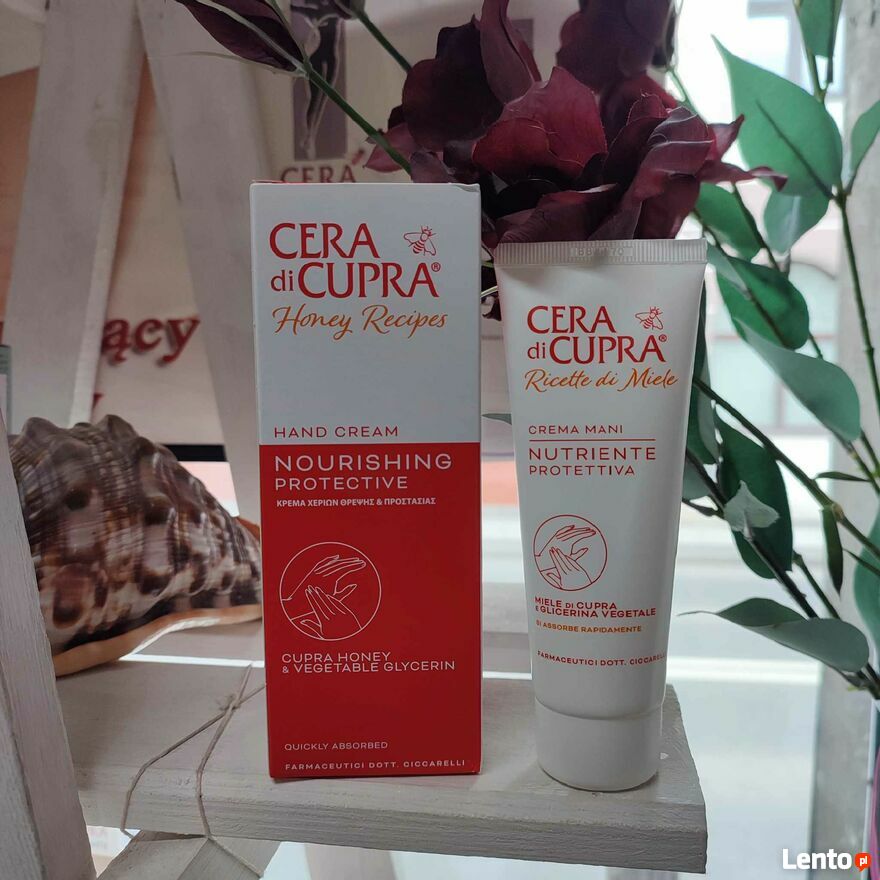 CERA
ący
CERA
di CUPRA®
Honey Recipes
HAND CREAM
NOURISHING
PROTECTIVE
ΚΡΕΜΑ ΧΕΡΙΩΝ ΘΡΕΨΗΣ & ΠΡΟΣΤΑΣΙΑΣ
CUPRA HONEY
& VEGETABLE GLYCERIN
QUICKLY ABSORBED
FARMACEUTICI DOTT. CICCARELLI
CERA
di CUPRA®
Ricette di Miele
CREMA MANI
NUTRIENTE
PROTETTIVA
MIELE DI CUPRA
E GLICERINA VEGETALE
SI ASSORBE RAPIDAMENTE
FARMACEUTICI DOTT. CICCARELLI
Lento.pl